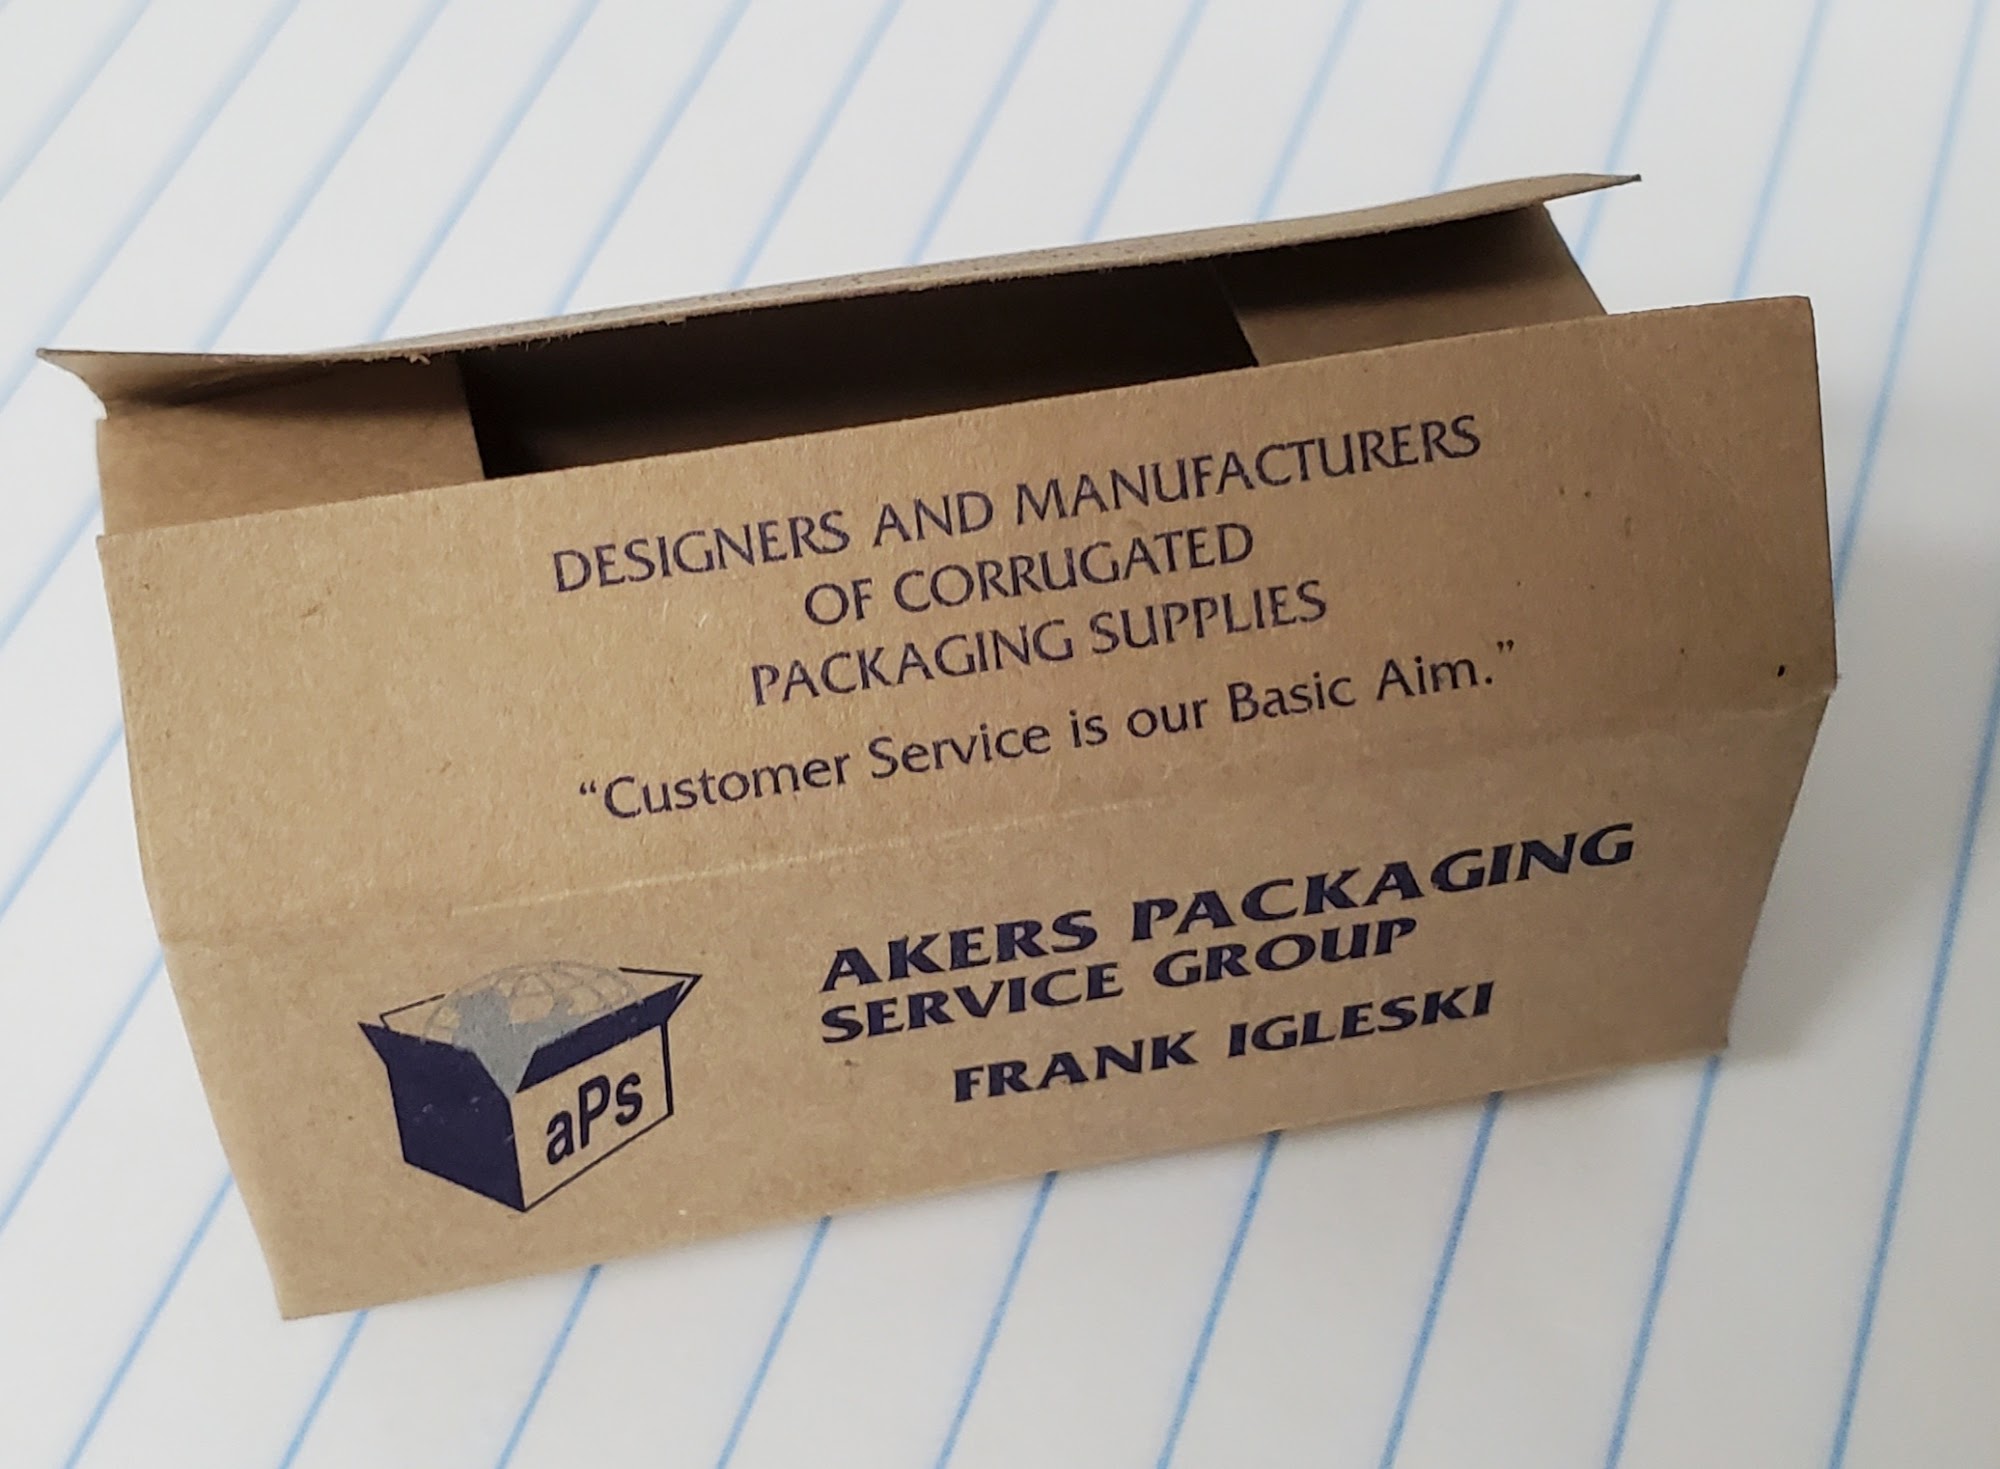 DESIGNERS AND MANUFACTURERS
OF CORRUGATED
PACKAGING SUPPLIES
“Customer Service is our Basic Aim.”
AKERS PACKAGING
SERVICE GROUP
FRANK IGLESKI
aPs